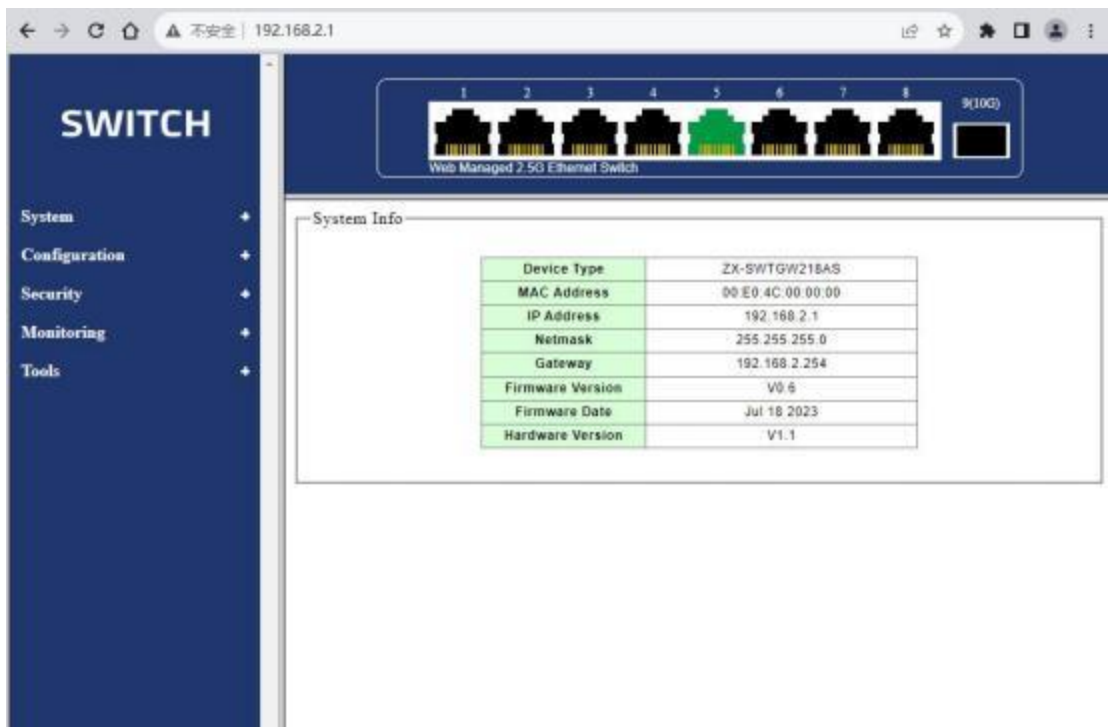 不安全 | 192.168.2.1
SWITCH
1 2 3 4 5 6 7 8 9(10G)
Web Managed 2.5G Ethernet Switch
System +
Configuration +
Security +
Monitoring +
Tools +
System Info
Device Type ZX-SWTGW218AS
MAC Address 00:E0:4C:00:00:00
IP Address 192.168.2.1
Netmask 255.255.255.0
Gateway 192.168.2.254
Firmware Version V0.6
Firmware Date Jul 18 2023
Hardware Version V1.1